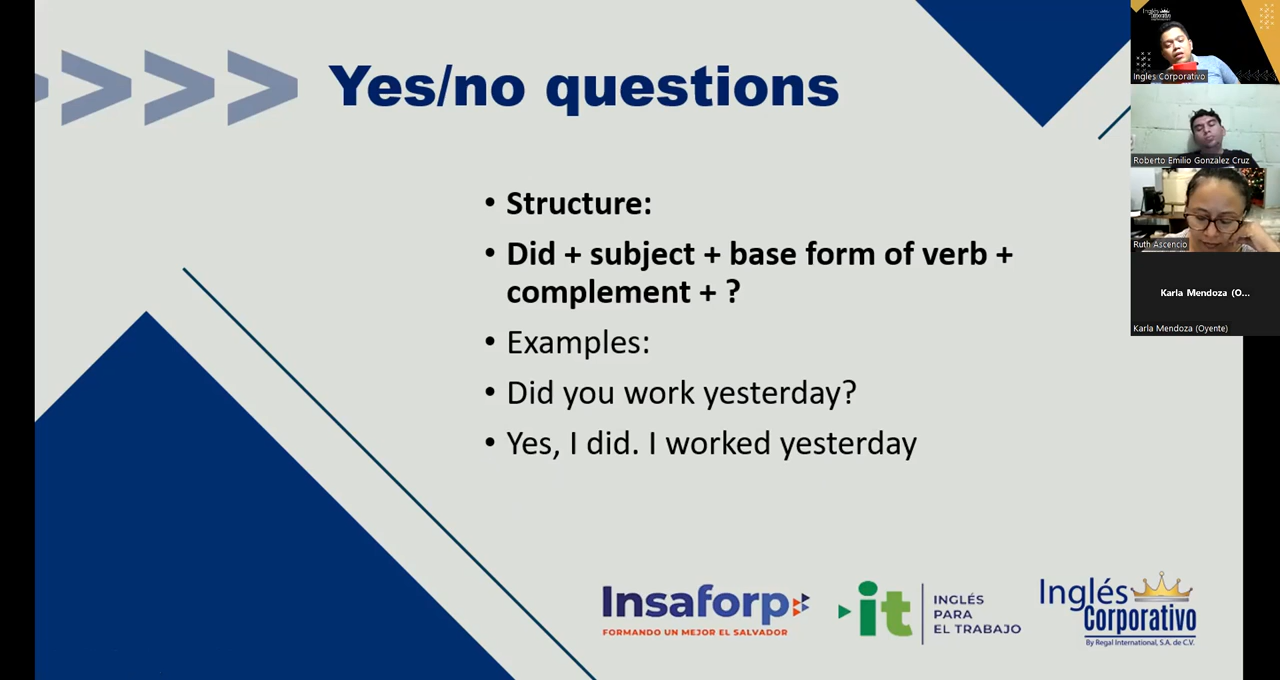 Yes/no questions
• Structure:
• Did + subject + base form of verb +
complement + ?
• Examples:
• Did you work yesterday?
• Yes, I did. I worked yesterday
Insaforp
FORMANDO UN MEJOR EL SALVADOR
it
INGLÉS
PARA
EL TRABAJO
Inglés
Corporativo
By Regal International, S.A. de C.V.
Inglés
Corporativo
Ingles Corporativo
Roberto Emilio Gonzalez Cruz
Ruth Ascencio
Karla Mendoza (O...
Karla Mendoza (Oyente)